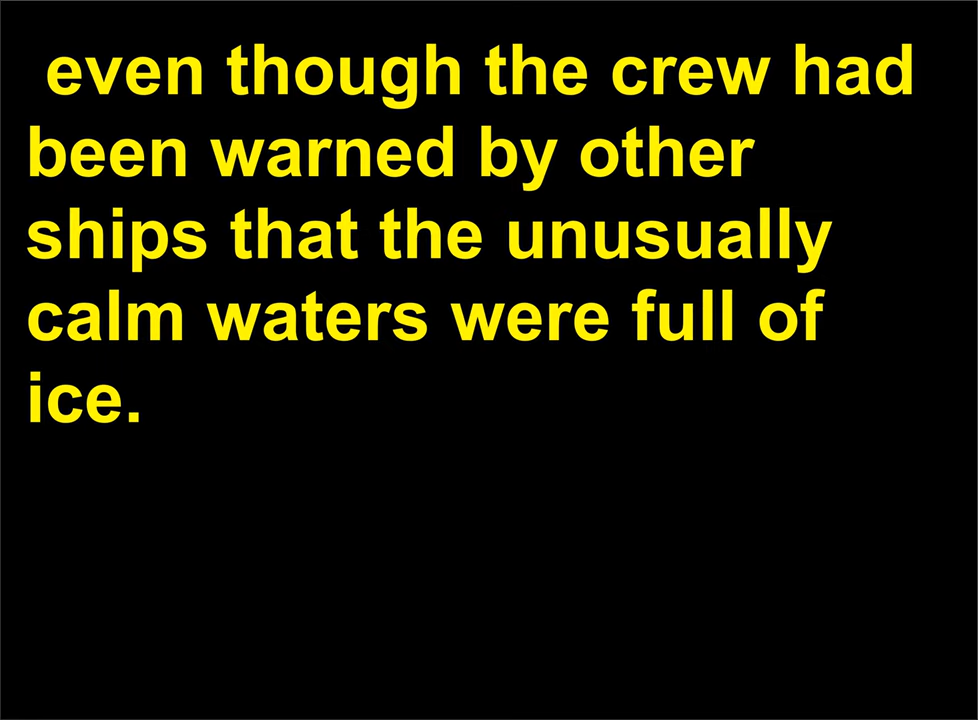 even though the crew had
been warned by other
ships that the unusually
calm waters were full of
ice.